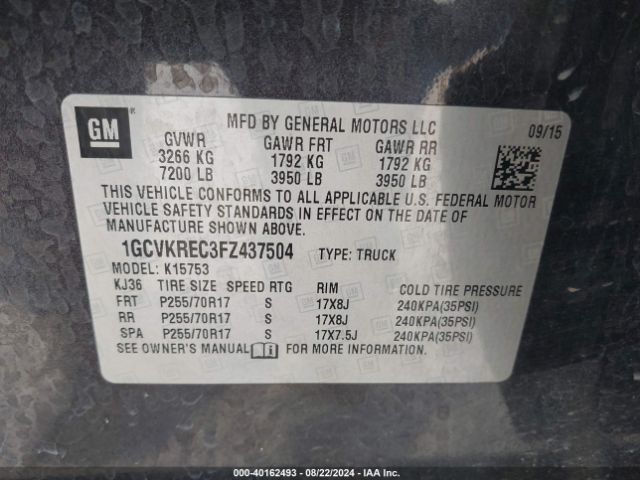 GM ®
MFD BY GENERAL MOTORS LLC 09/15
GVWR GAWR FRT GAWR RR
3266 KG 1792 KG 1792 KG
7200 LB 3950 LB 3950 LB
THIS VEHICLE CONFORMS TO ALL APPLICABLE U.S. FEDERAL MOTOR
VEHICLE SAFETY STANDARDS IN EFFECT ON THE DATE OF
MANUFACTURE SHOWN ABOVE.
1GCVKREC3FZ437504 TYPE: TRUCK
MODEL: K15753
KJ36 TIRE SIZE SPEED RTG RIM COLD TIRE PRESSURE
FRT P255/70R17 S 17X8J 240KPA(35PSI)
RR P255/70R17 S 17X8J 240KPA(35PSI)
SPA P255/70R17 S 17X7.5J 240KPA(35PSI)
SEE OWNER'S MANUAL FOR MORE INFORMATION.
000-40162493 - 08/22/2024 - IAAI.com